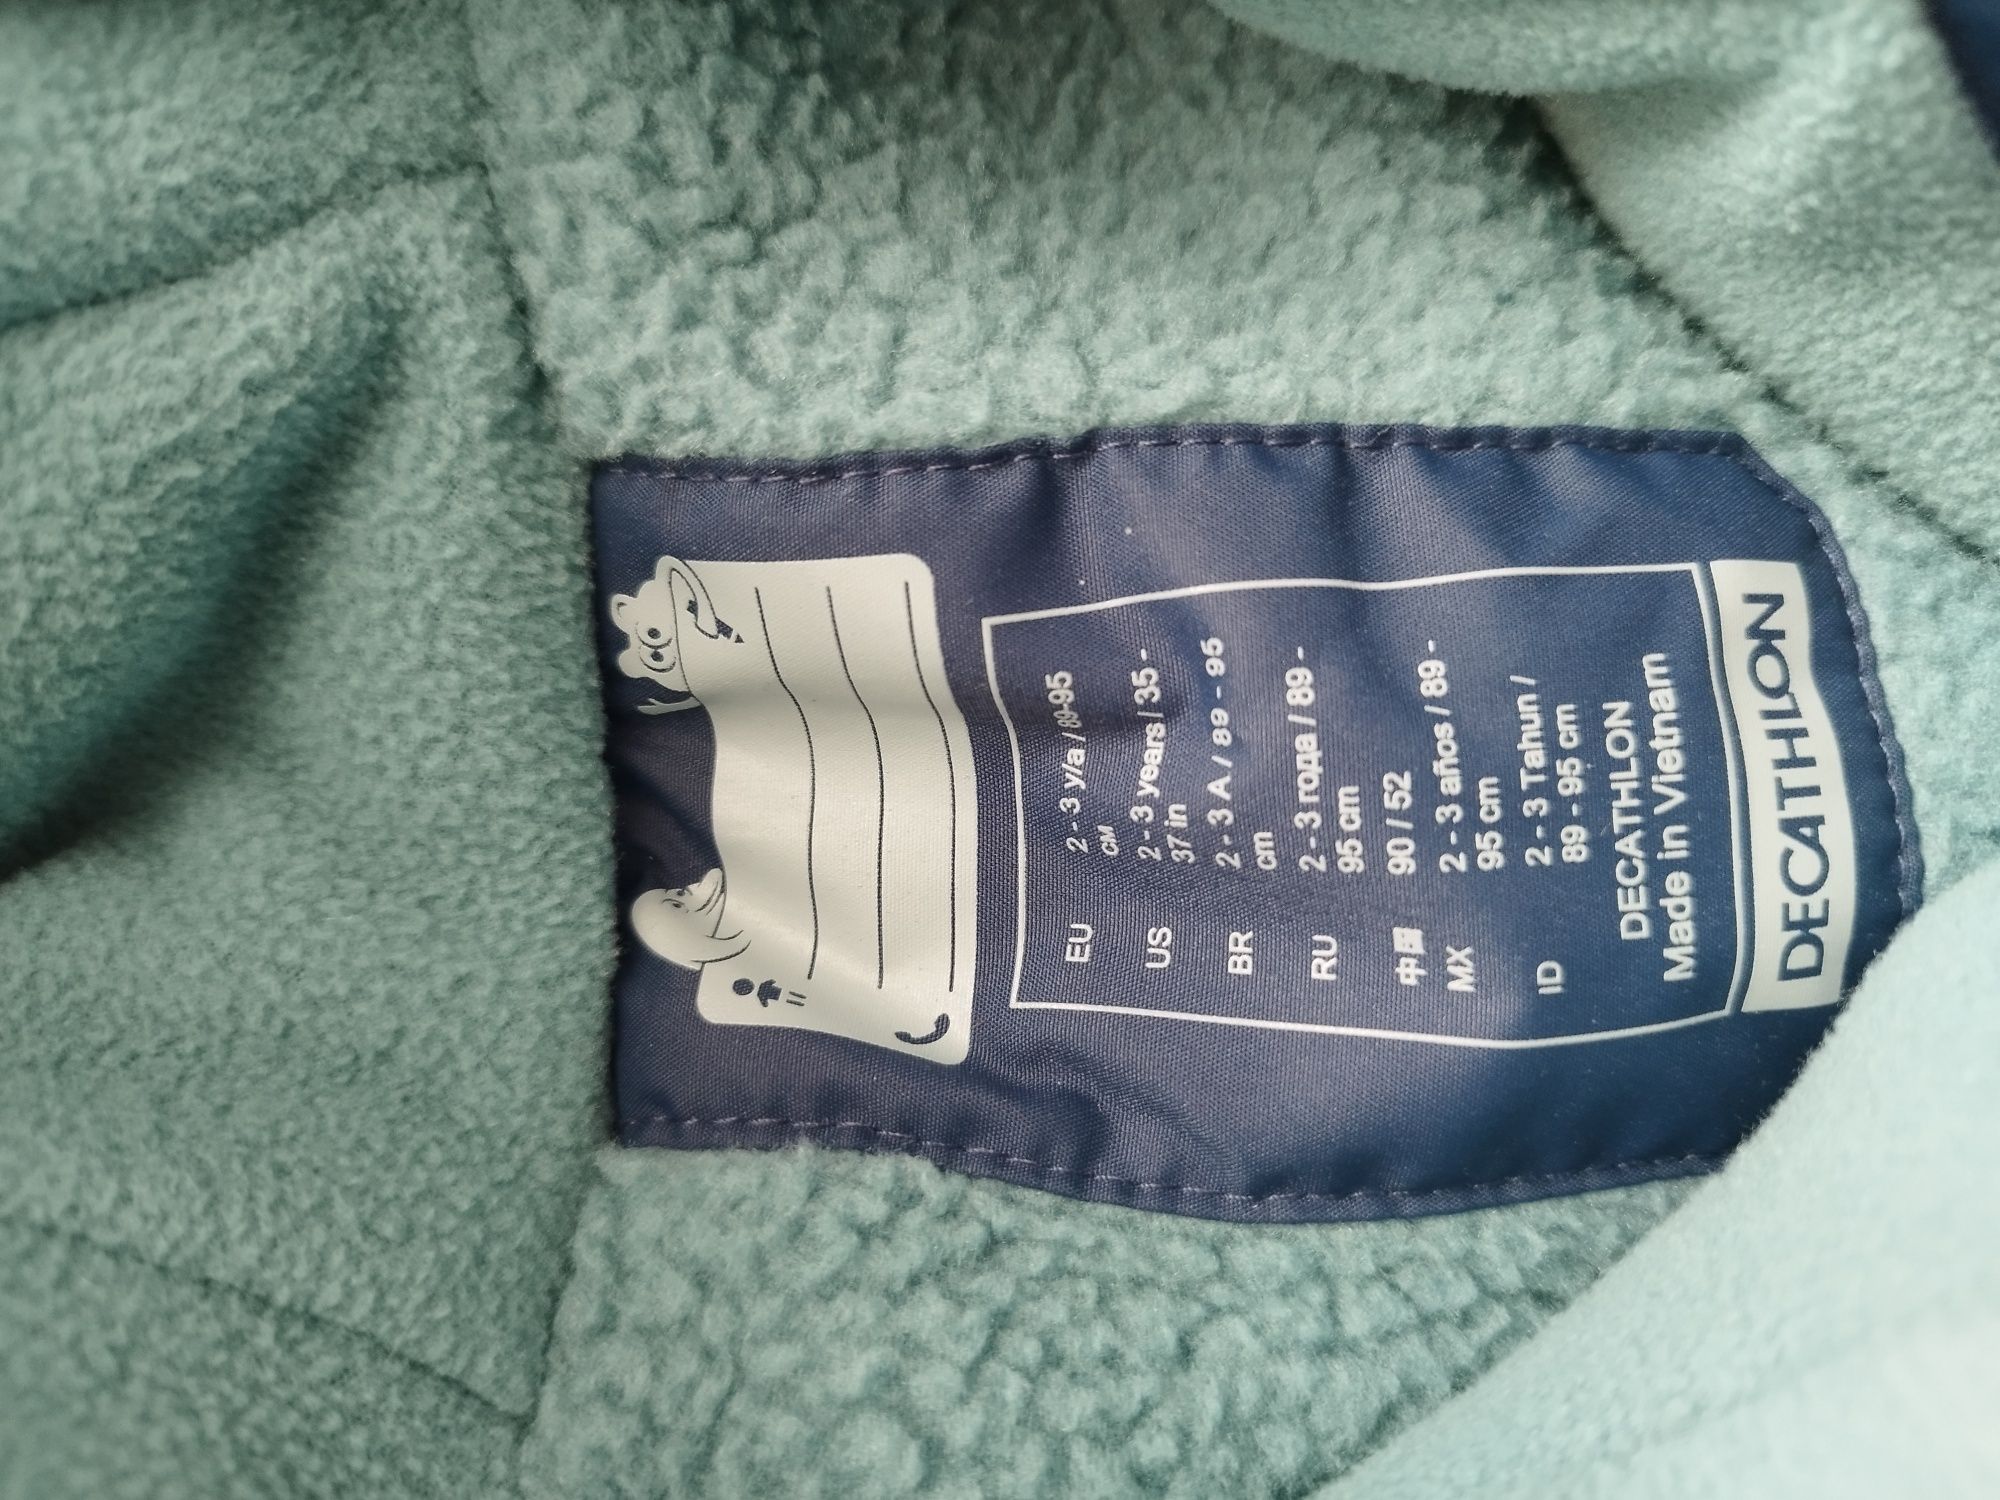 EU 2 - 3 y/a / 89-95
см
US 2 - 3 years / 35 -
37 in
BR 2 - 3 A / 89 - 95
cm
RU 2 - 3 года / 89 -
95 cm
中国 90 / 52
MX 2 - 3 años / 89 -
95 cm
ID 2 - 3 Tahun /
89 - 95 cm
DECATHLON
Made in Vietnam
DECATHLON